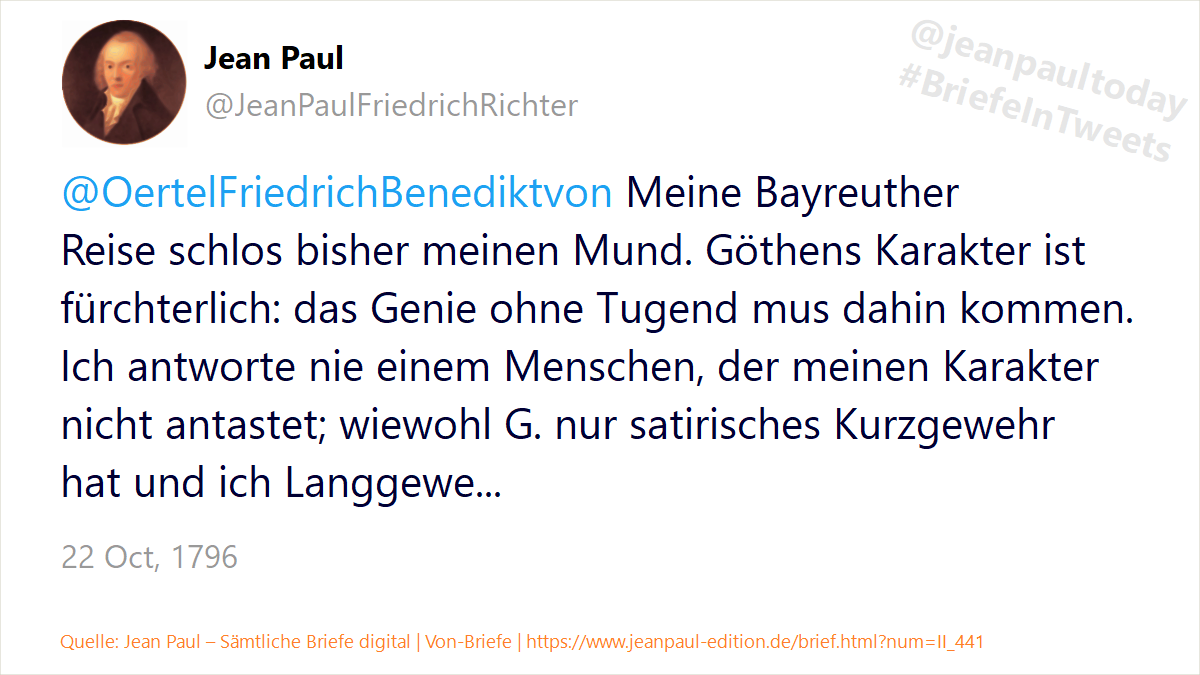 Jean Paul
@JeanPaulFriedrichRichter
@jeanpaultoday
#BriefeInTweets
@OertelFriedrichBenediktvon Meine Bayreuther
Reise schlos bisher meinen Mund. Göthens Karakter ist
fürchterlich: das Genie ohne Tugend mus dahin kommen.
Ich antworte nie einem Menschen, der meinen Karakter
nicht antastet; wiewohl G. nur satirisches Kurzgewehr
hat und ich Langgewe...
22 Oct, 1796
Quelle: Jean Paul – Sämtliche Briefe digital | Von-Briefe | https://www.jeanpaul-edition.de/brief.html?num=II_441